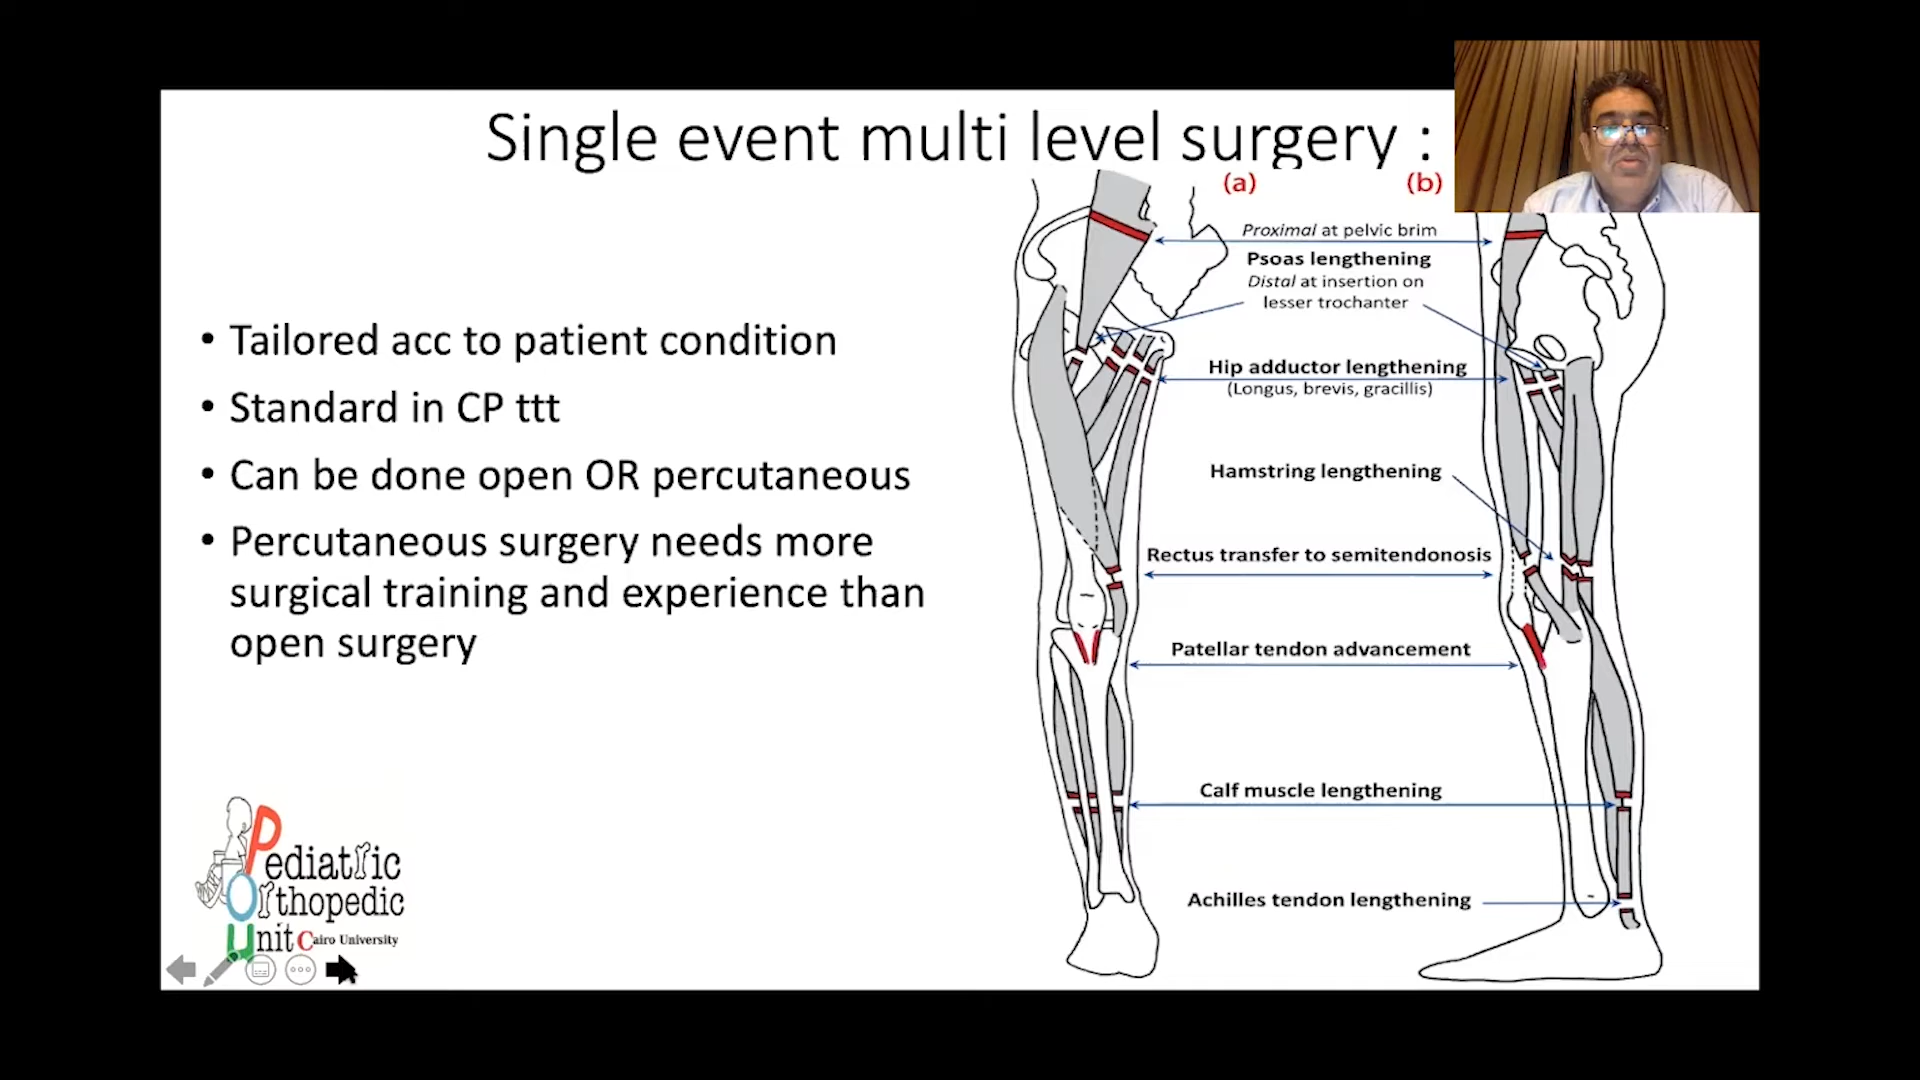 Single event multi level surgery :
• Tailored acc to patient condition
• Standard in CP ttt
• Can be done open OR percutaneous
• Percutaneous surgery needs more
surgical training and experience than
open surgery
(a)
(b)
Proximal at pelvic brim
Psoas lengthening
Distal at insertion on
lesser trochanter
Hip adductor lengthening
(Longus, brevis, gracillis)
Hamstring lengthening
Rectus transfer to semitendonosis
Patellar tendon advancement
Calf muscle lengthening
Achilles tendon lengthening
Pediatric
Orthopedic
Unit Cairo University